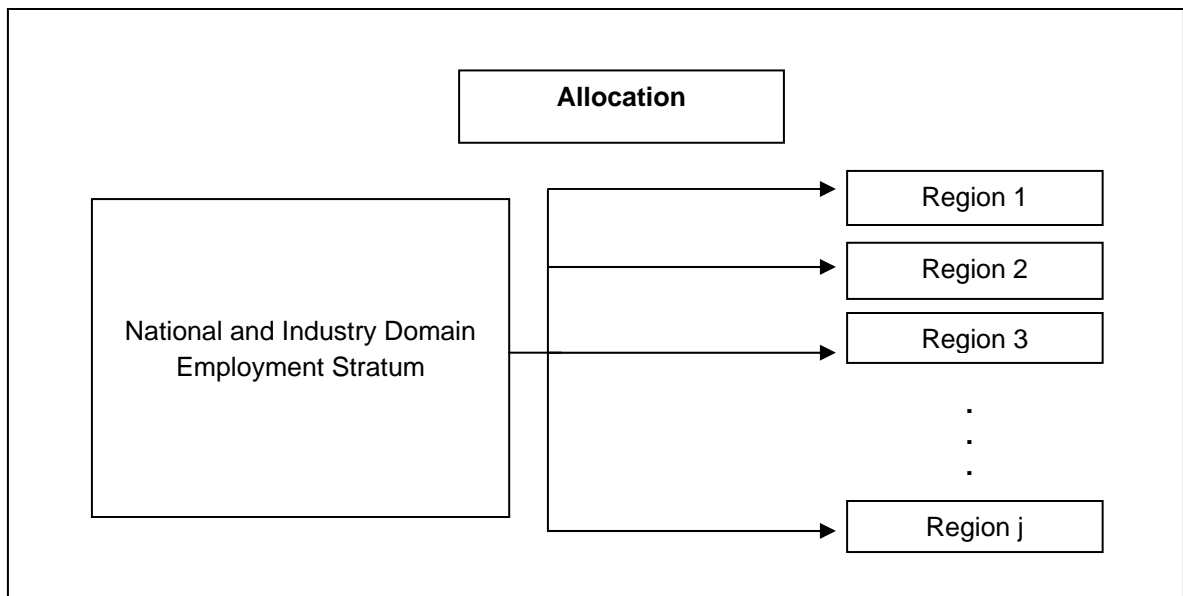 Allocation
National and Industry Domain
Employment Stratum
Region 1
Region 2
Region 3
.
.
.
Region j